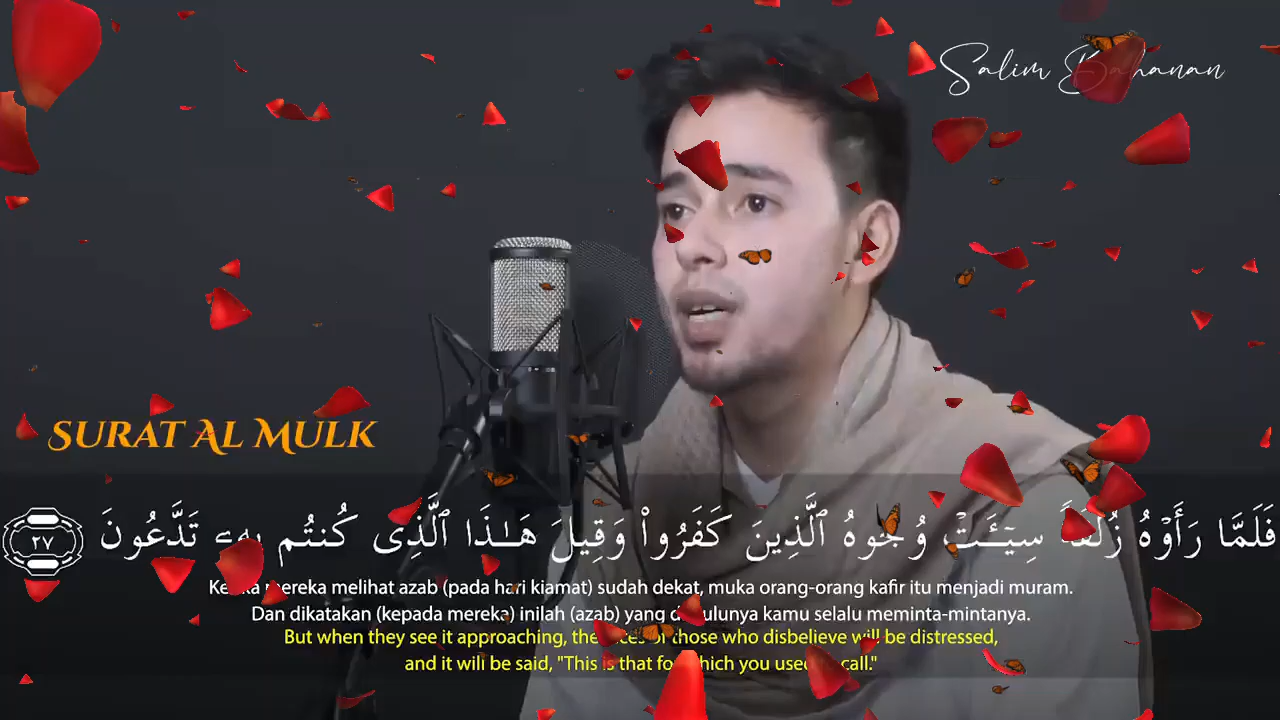 Salim Bahanan
SURAT AL MULK
فَلَمَّا رَأَوْهُ زُلْفَةً سِيٓـَٔتْ وُجُوهُ ٱلَّذِينَ كَفَرُوا۟ وَقِيلَ هَـٰذَا ٱلَّذِى كُنتُم بِهِۦ تَدَّعُونَ ٢٧
Ketika mereka melihat azab (pada hari kiamat) sudah dekat, muka orang-orang kafir itu menjadi muram.
Dan dikatakan (kepada mereka) inilah (azab) yang dahulunya kamu selalu meminta-mintanya.
But when they see it approaching, the faces of those who disbelieve will be distressed,
and it will be said, "This is that for which you used to call."